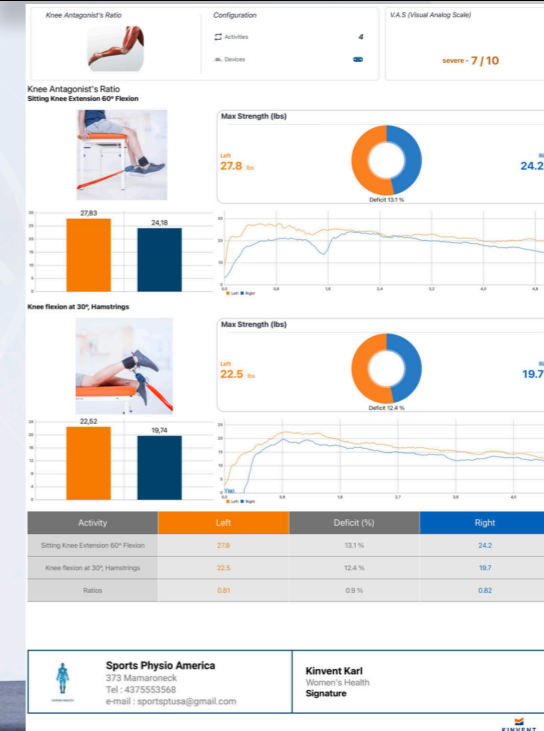 Knee Antagonist's Ratio
Configuration
Activities
4
Devices
V.A.S (Visual Analog Scale)
severe - 7 / 10
Knee Antagonist's Ratio
Sitting Knee Extension 60° Flexion
Max Strength (lbs)
Left
27.8 lbs
24.2
Deficit 13.1 %
27,83
24,18
Left Right
Knee flexion at 30°, Hamstrings
Max Strength (lbs)
Left
22.5 lbs
19.7
Deficit 12.4 %
22,52
19,74
Left Right
Activity Left Deficit (%) Right
Sitting Knee Extension 60° Flexion 27.8 13.1 % 24.2
Knee flexion at 30°, Hamstrings 22.5 12.4 % 19.7
Ratios 0.81 0.9 % 0.82
Sports Physio America
373 Mamaroneck
Tel : 4375553568
e-mail : sportsptusa@gmail.com
Kinvent Karl
Women's Health
Signature
KINVENT